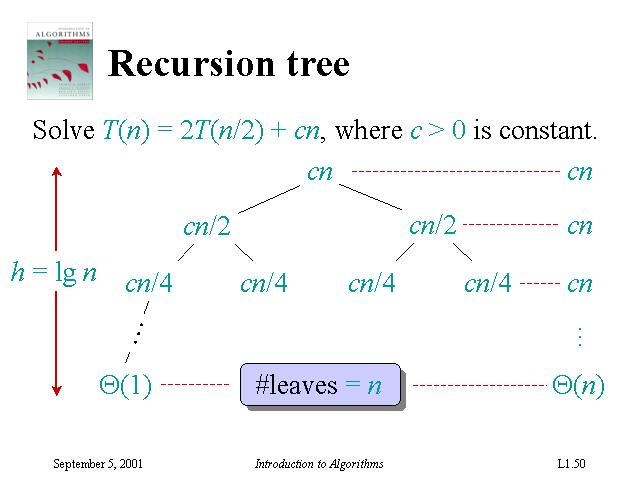 ALGORITHMS
Recursion tree
Solve T(n) = 2T(n/2) + cn, where c > 0 is constant.
cn cn
cn/2 cn/2 cn
h = lg n cn/4 cn/4 cn/4 cn/4 cn
⋰ ⋮
Θ(1) #leaves = n Θ(n)
September 5, 2001 Introduction to Algorithms L1.50